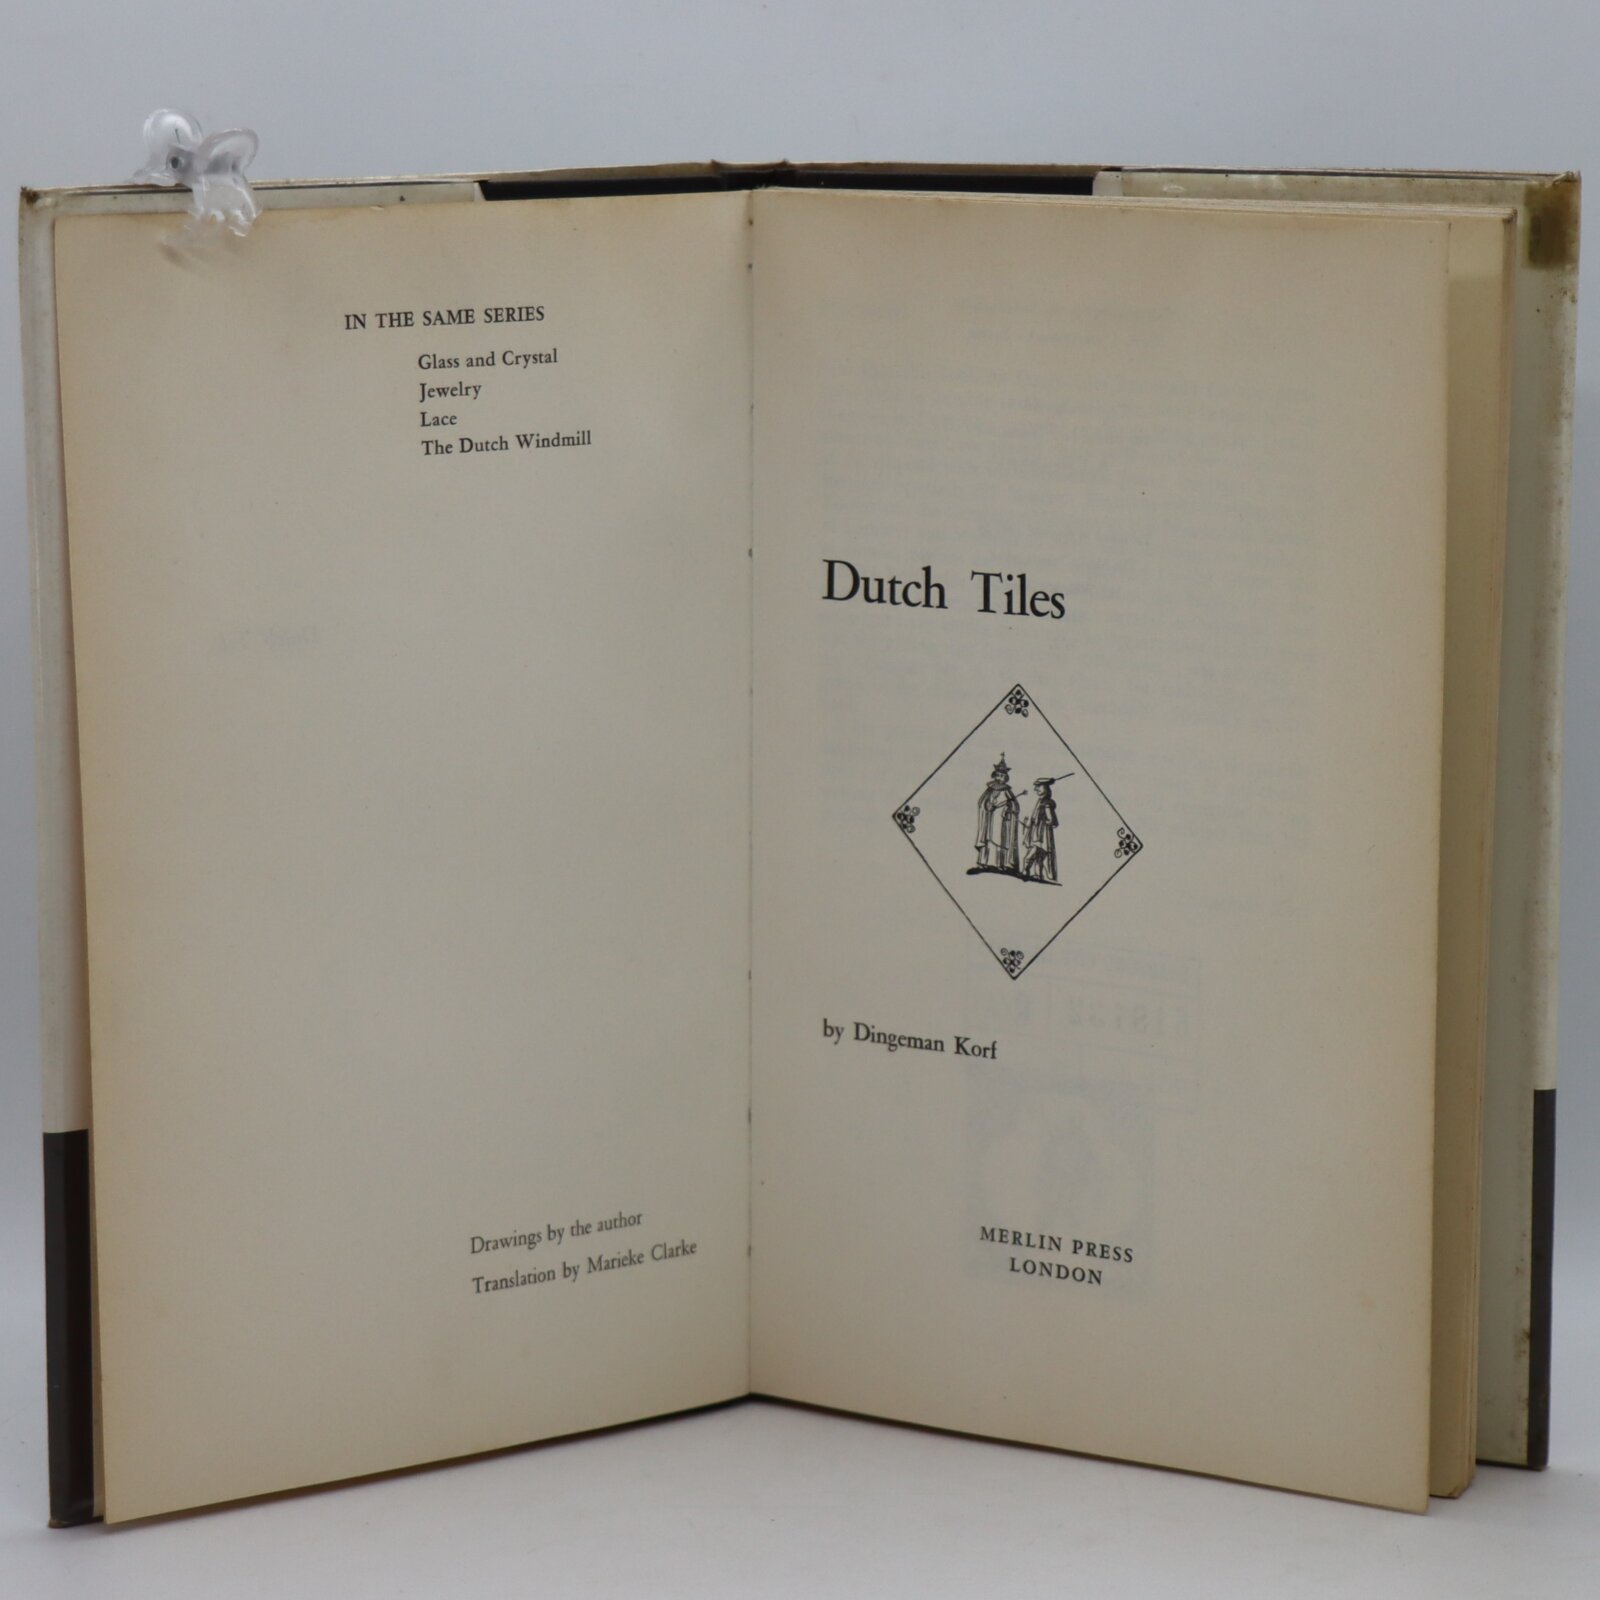 IN THE SAME SERIES
Glass and Crystal
Jewelry
Lace
The Dutch Windmill
Drawings by the author
Translation by Marieke Clarke
Dutch Tiles
by Dingeman Korf
MERLIN PRESS
LONDON